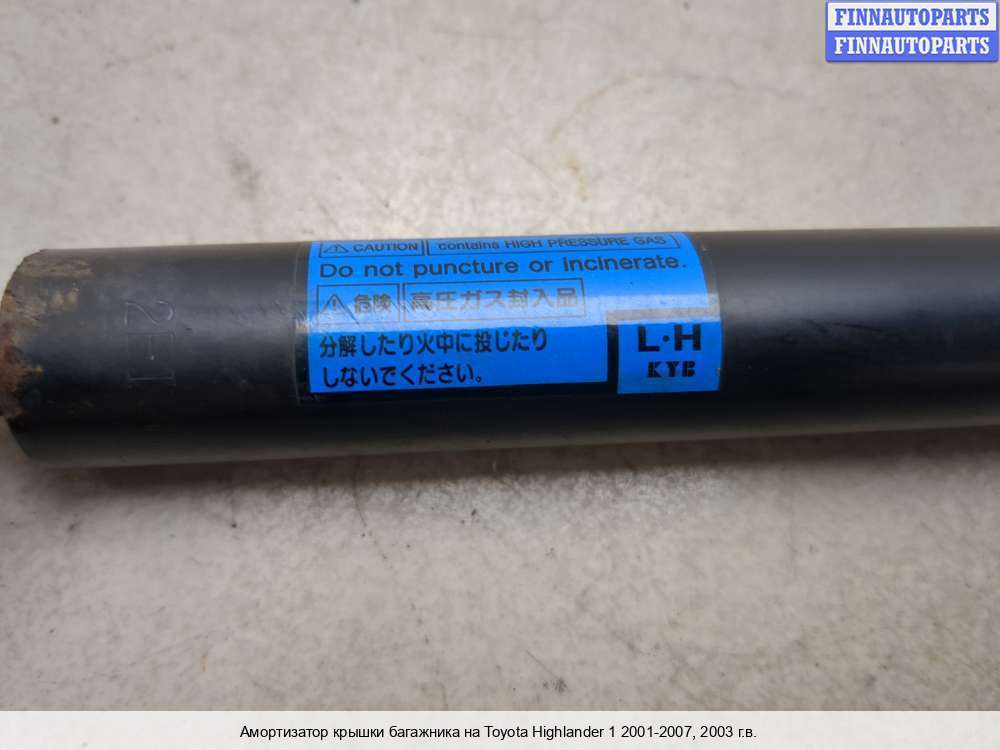 FINNAUTOPARTS
FINNAUTOPARTS
CAUTION contains HIGH PRESSURE GAS
Do not puncture or incinerate.
危険 高圧ガス封入品
分解したり火中に投じたり
しないでください。
L·H
KYB
Амортизатор крышки багажника на Toyota Highlander 1 2001-2007, 2003 г.в.